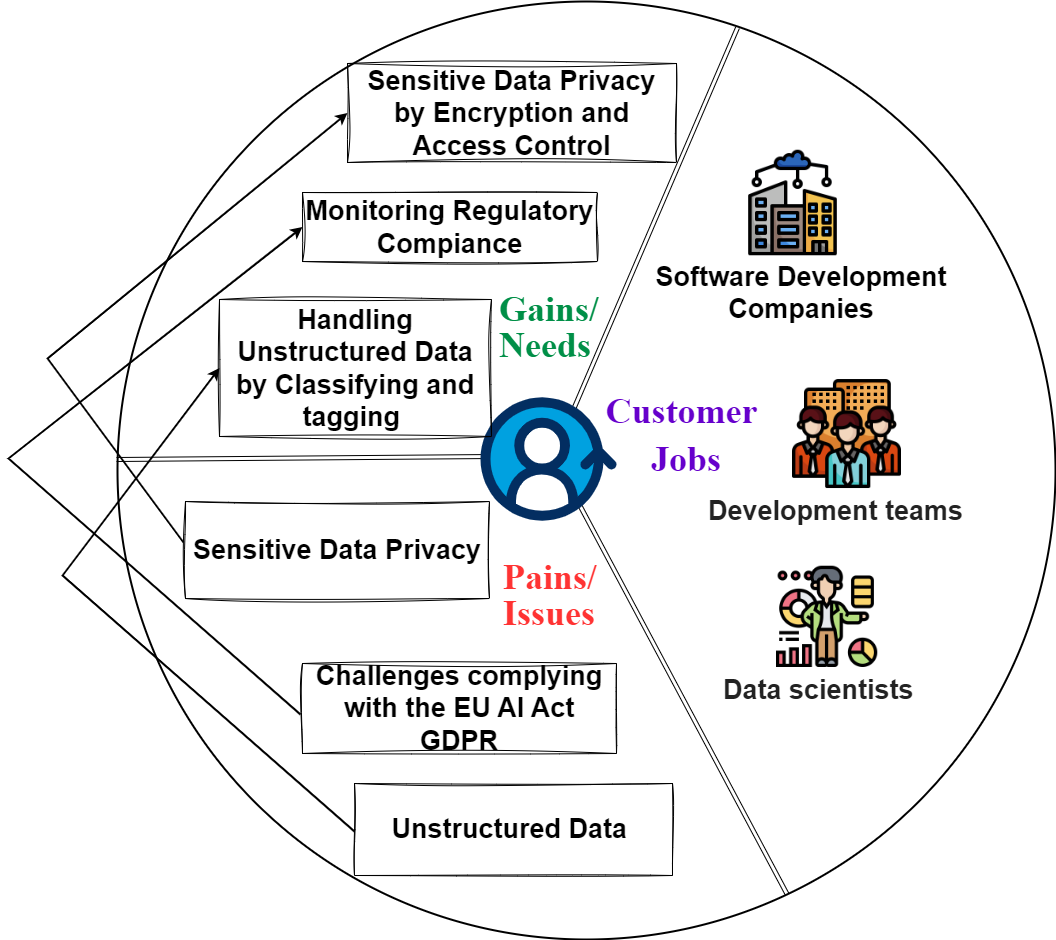 Sensitive Data Privacy
by Encryption and
Access Control
Monitoring Regulatory
Compiance
Handling
Unstructured Data
by Classifying and
tagging
Gains/
Needs
Sensitive Data Privacy
Pains/
Issues
Challenges complying
with the EU AI Act
GDPR
Unstructured Data
Customer
Jobs
Software Development
Companies
Development teams
Data scientists